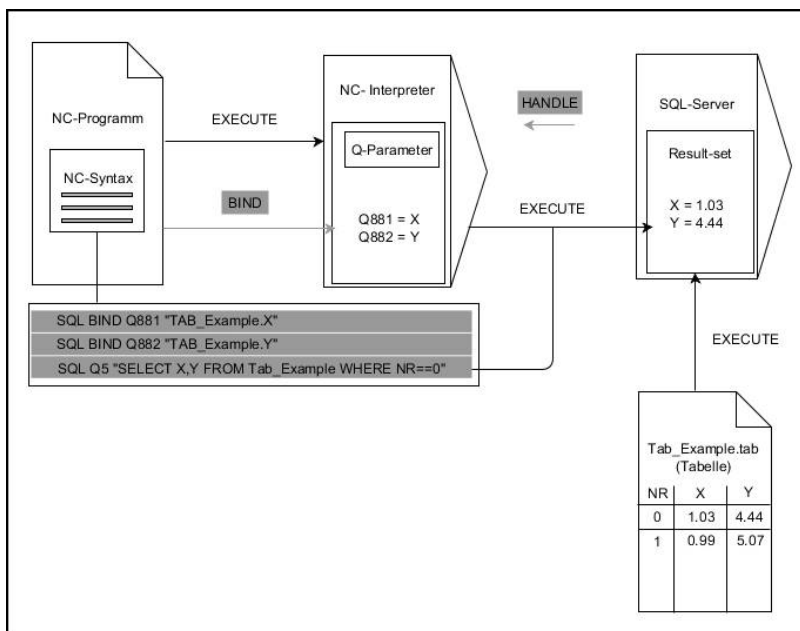 NC-Programm
NC-Syntax
EXECUTE
BIND
NC- Interpreter
Q-Parameter
Q881 = X
Q882 = Y
HANDLE
EXECUTE
SQL-Server
Result-set
X = 1.03
Y = 4.44
SQL BIND Q881 "TAB_Example.X"
SQL BIND Q882 "TAB_Example.Y"
SQL Q5 "SELECT X,Y FROM Tab_Example WHERE NR==0"
EXECUTE
Tab_Example.tab
(Tabelle)
NR X Y
0 1.03 4.44
1 0.99 5.07